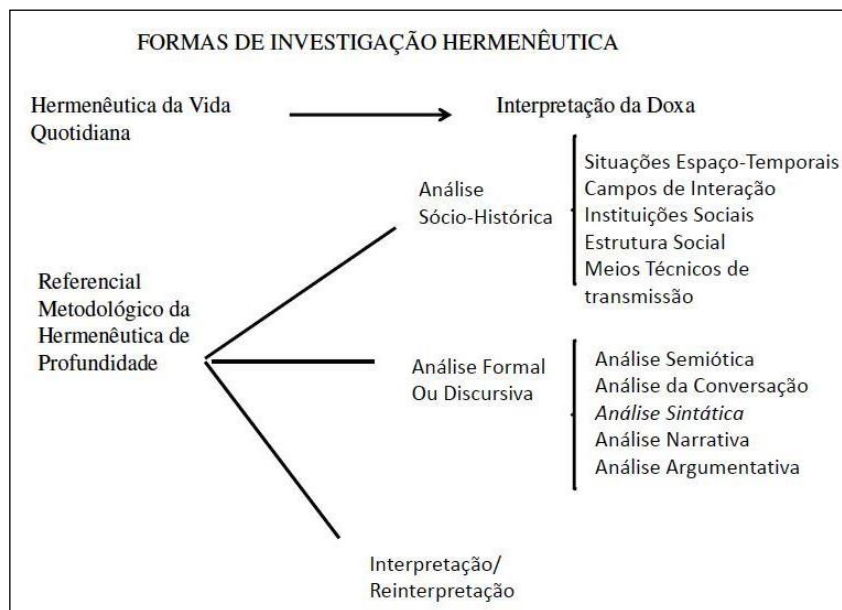 FORMAS DE INVESTIGAÇÃO HERMENÊUTICA
Hermenêutica da Vida
Quotidiana
Interpretação da Doxa
Análise
Sócio-Histórica
Situações Espaço-Temporais
Campos de Interação
Instituições Sociais
Estrutura Social
Meios Técnicos de
transmissão
Referencial
Metodológico da
Hermenêutica de
Profundidade
Análise Formal
Ou Discursiva
Análise Semiótica
Análise da Conversação
Análise Sintática
Análise Narrativa
Análise Argumentativa
Interpretação/
Reinterpretação